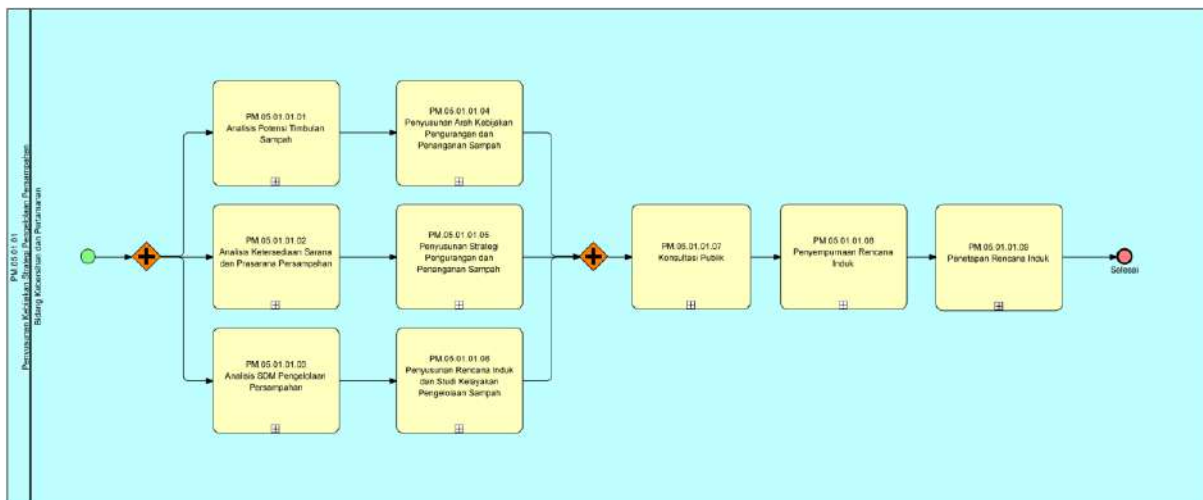 PM.05.01.01
Penyusunan Kebijakan Strategi Pengelolaan Persampahan
Bidang Kebersihan dan Pertamanan
PM.05.01.01.01
Analisis Potensi Timbulan
Sampah
PM.05.01.01.04
Penyusunan Arah Kebijakan
Pengurangan dan
Penanganan Sampah
PM.05.01.01.02
Analisis Ketersediaan Sarana
dan Prasarana Persampahan
PM.05.01.01.05
Penyusunan Strategi
Pengurangan dan
Penanganan Sampah
PM.05.01.01.03
Analisis SDM Pengelolaan
Persampahan
PM.05.01.01.06
Penyusunan Rencana Induk
dan Studi Kelayakan
Pengelolaan Sampah
PM.05.01.01.07
Konsultasi Publik
PM.05.01.01.08
Penyempurnaan Rencana
Induk
PM.05.01.01.09
Penetapan Rencana Induk
Selesai